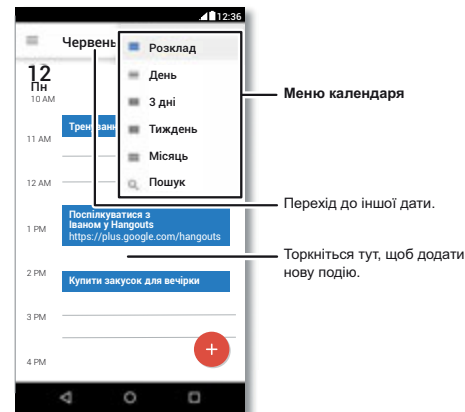 12:36
Червень
12
Пн
Розклад
День
3 дні
Тиждень
Місяць
Пошук
Меню календаря
10 AM
11 AM
Тренуванн
12 AM
Перехід до іншої дати.
1 PM
Поспілкуватися з
Іваном у Hangouts
https://plus.google.com/hangouts
Торкніться тут, щоб додати
нову подію.
2 PM
Купити закусок для вечірки
3 PM
4 PM